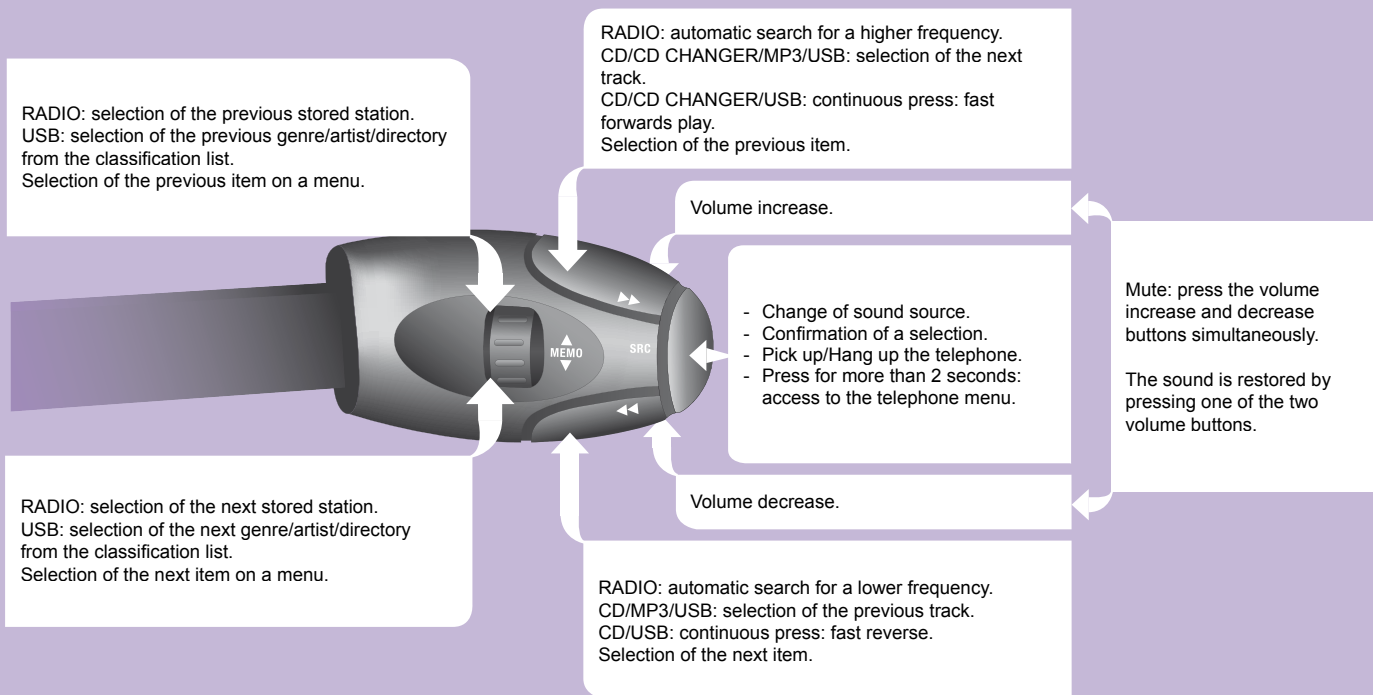 RADIO: selection of the previous stored station.
USB: selection of the previous genre/artist/directory
from the classification list.
Selection of the previous item on a menu.
RADIO: automatic search for a higher frequency.
CD/CD CHANGER/MP3/USB: selection of the next
track.
CD/CD CHANGER/USB: continuous press: fast
forwards play.
Selection of the previous item.
Volume increase.
- Change of sound source.
- Confirmation of a selection.
- Pick up/Hang up the telephone.
- Press for more than 2 seconds:
access to the telephone menu.
Mute: press the volume
increase and decrease
buttons simultaneously.
The sound is restored by
pressing one of the two
volume buttons.
MEMO
SRC
RADIO: selection of the next stored station.
USB: selection of the next genre/artist/directory
from the classification list.
Selection of the next item on a menu.
Volume decrease.
RADIO: automatic search for a lower frequency.
CD/MP3/USB: selection of the previous track.
CD/USB: continuous press: fast reverse.
Selection of the next item.